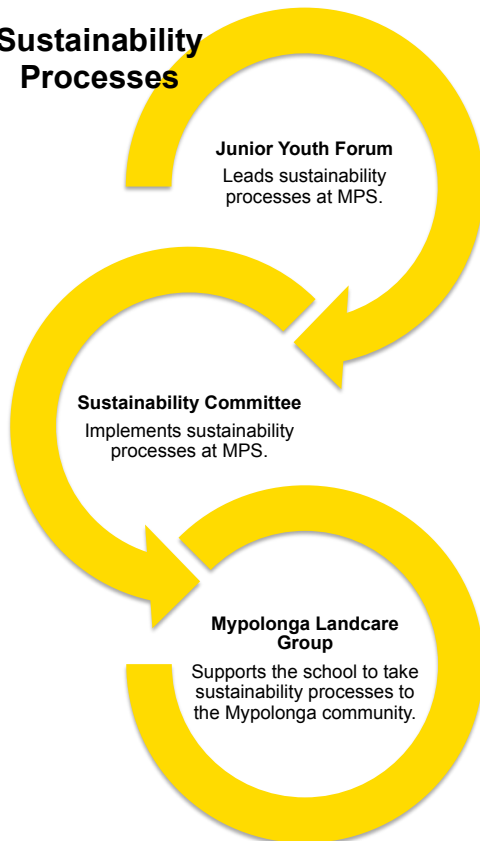 Sustainability
Processes
Junior Youth Forum
Leads sustainability
processes at MPS.
Sustainability Committee
Implements sustainability
processes at MPS.
Mypolonga Landcare
Group
Supports the school to take
sustainability processes to
the Mypolonga community.